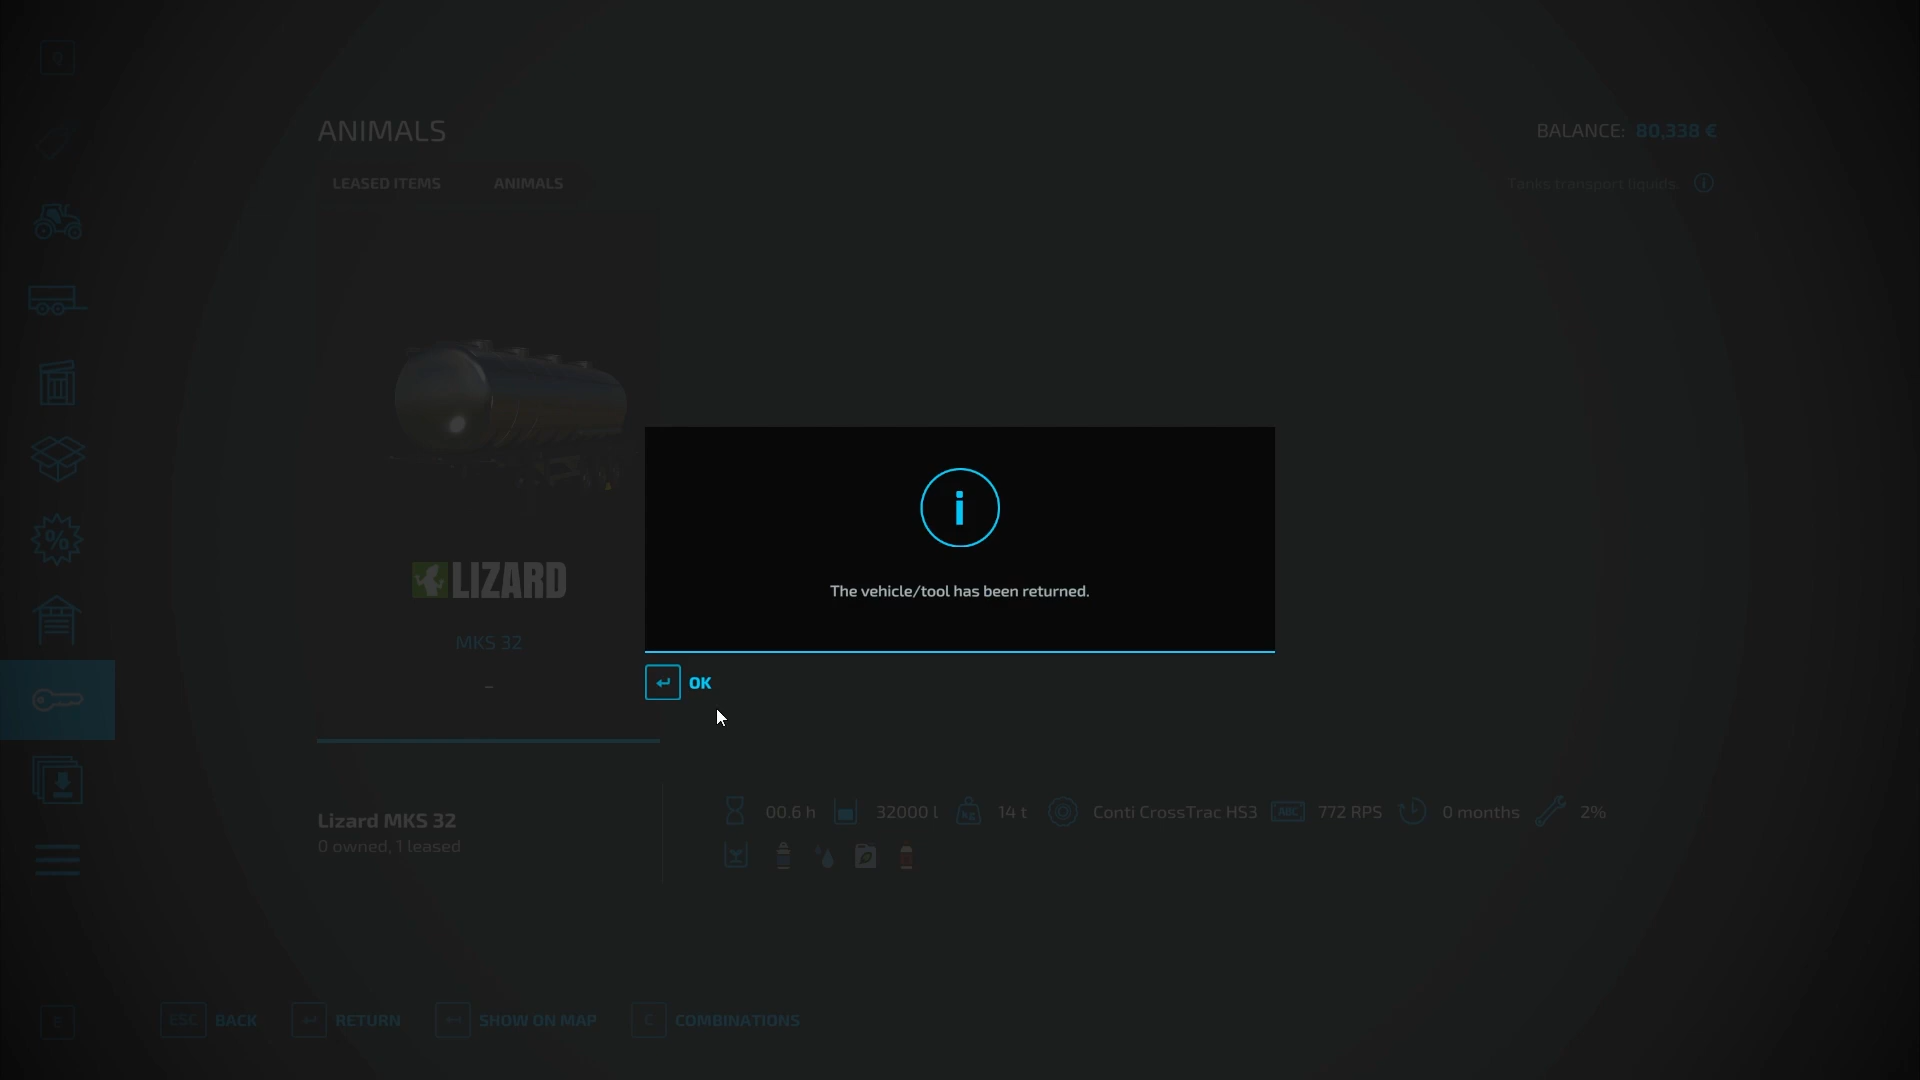 Q
ANIMALS
BALANCE: 80,338 €
LEASED ITEMS ANIMALS
Tanks transport liquids.
LIZARD
MKS 32
–
The vehicle/tool has been returned.
OK
Lizard MKS 32
0 owned, 1 leased
00.6 h 32000 l kg 14 t Conti CrossTrac HS3 ABC 772 RPS 0 months 2%
E
ESC BACK RETURN SHOW ON MAP C COMBINATIONS